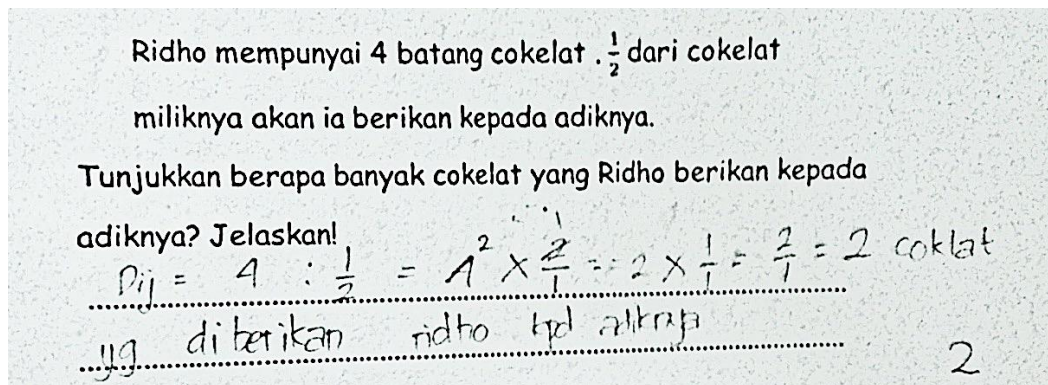 Ridho mempunyai 4 batang cokelat . 1/2 dari cokelat
miliknya akan ia berikan kepada adiknya.
Tunjukkan berapa banyak cokelat yang Ridho berikan kepada
adiknya? Jelaskan!
Dij = 4 : 1/2 = 4² × 2¹/1 = 2 × 1/1 = 2/1 = 2 coklat
yg diberikan ridho kpd adiknya
2